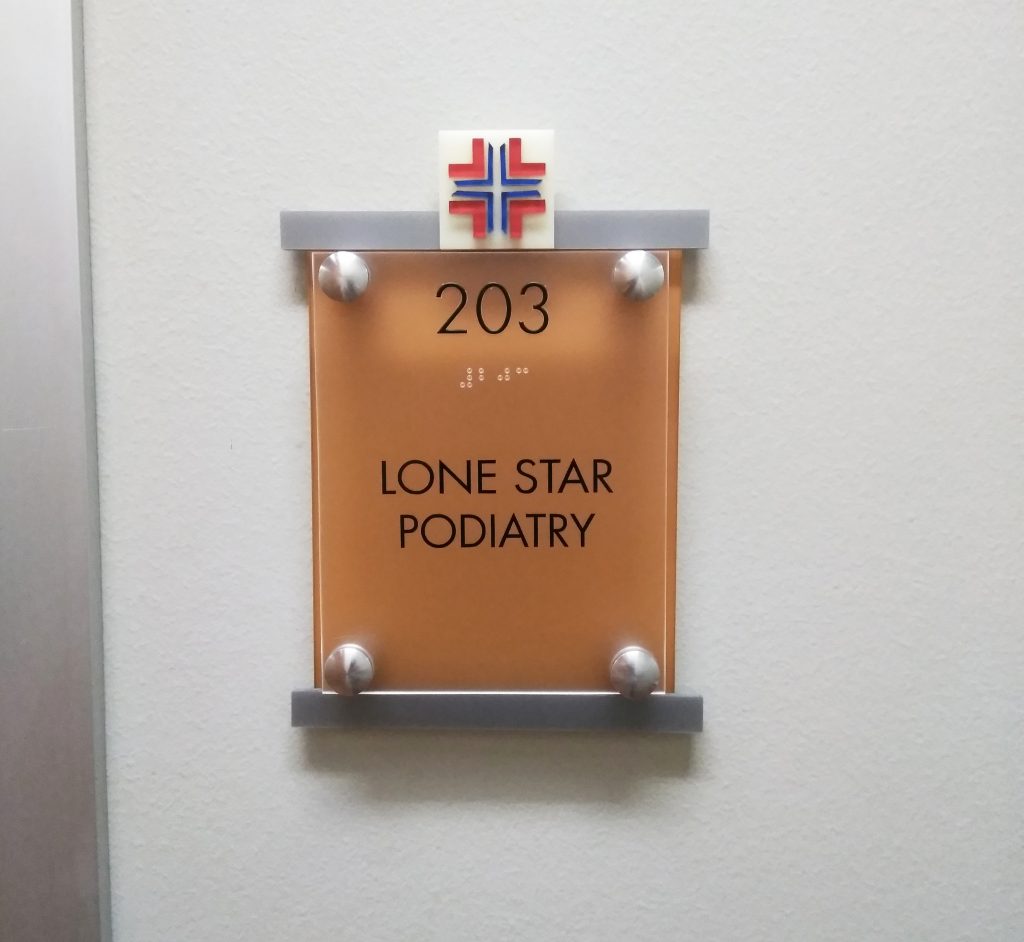 203
⠼⠃⠚⠉
LONE STAR
PODIATRY